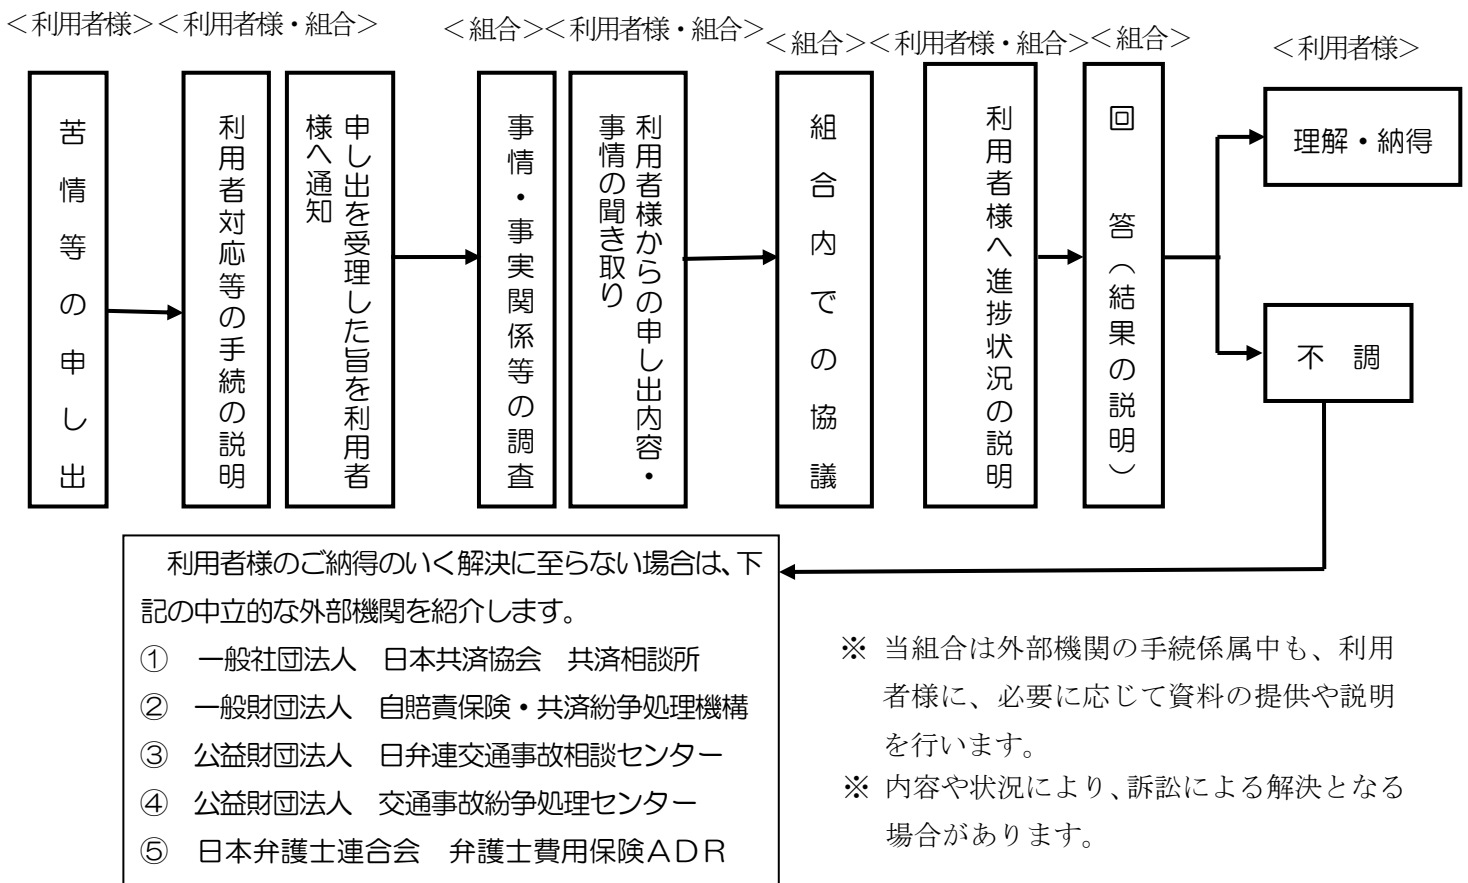 ＜利用者様＞＜利用者様・組合＞
＜組合＞＜利用者様・組合＞
＜組合＞＜利用者様・組合＞＜組合＞
＜利用者様＞
苦情等の申し出
利用者対応等の手続の説明
申し出を受理した旨を利用者
様へ通知
事情・事実関係等の調査
利用者様からの申し出内容・
事情の聞き取り
組合内での協議
利用者様へ進捗状況の説明
回　答（結果の説明）
理解・納得
不　調
利用者様のご納得のいく解決に至らない場合は、下
記の中立的な外部機関を紹介します。
①　一般社団法人　日本共済協会　共済相談所
②　一般財団法人　自賠責保険・共済紛争処理機構
③　公益財団法人　日弁連交通事故相談センター
④　公益財団法人　交通事故紛争処理センター
⑤　日本弁護士連合会　弁護士費用保険ＡＤＲ
※ 当組合は外部機関の手続係属中も、利用
者様に、必要に応じて資料の提供や説明
を行います。
※ 内容や状況により、訴訟による解決となる
場合があります。